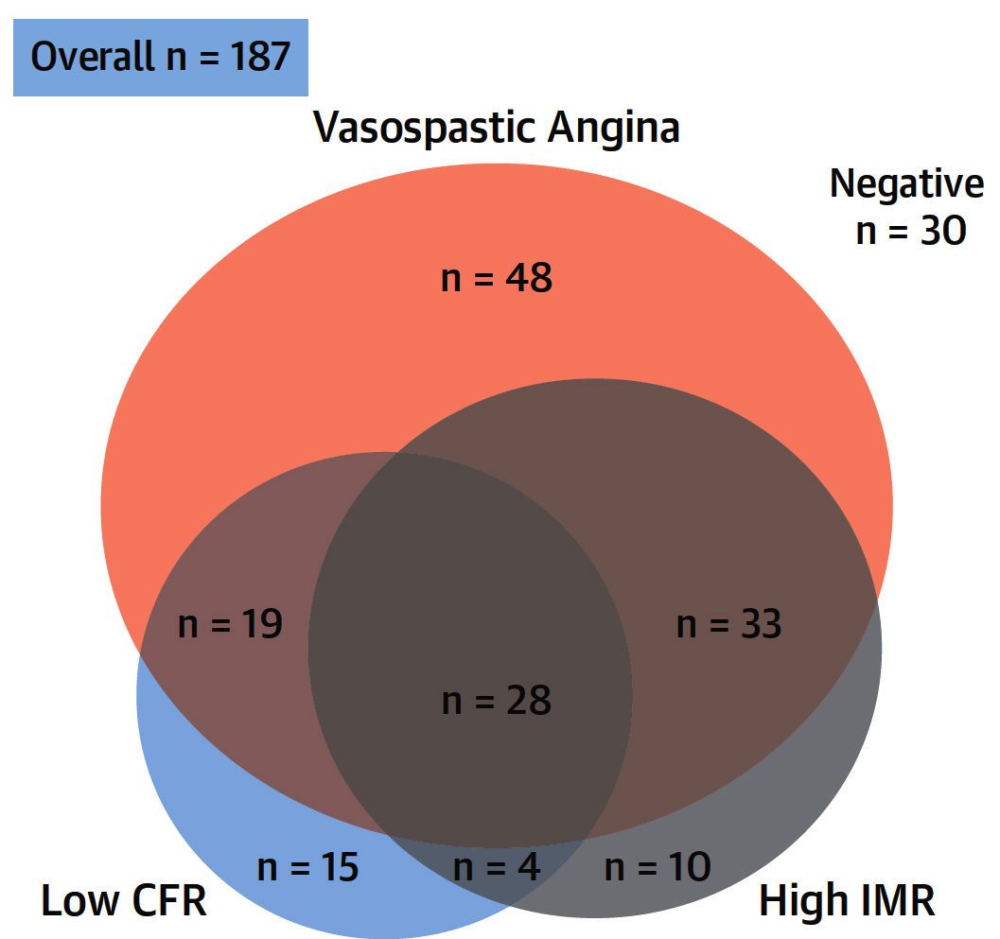 Overall n = 187
Vasospastic Angina
Negative
n = 30
n = 48
n = 19
n = 33
n = 28
n = 15
n = 4
n = 10
Low CFR
High IMR